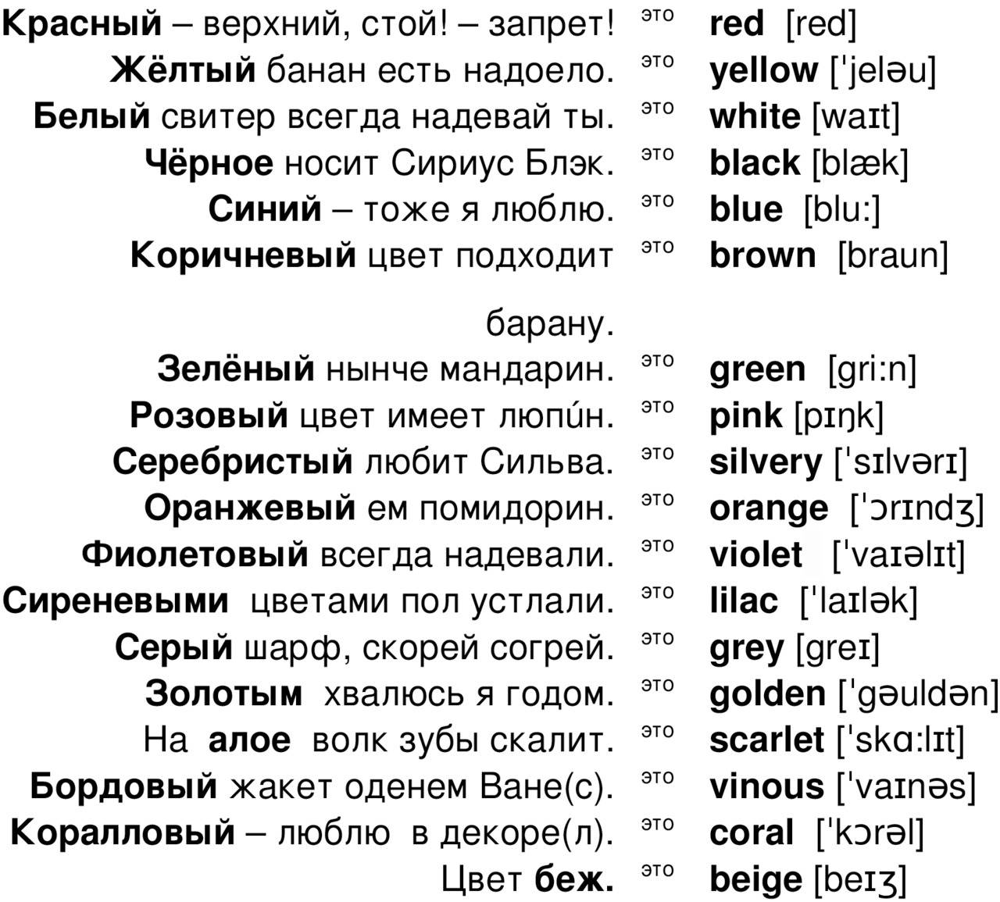 Красный – верхний, стой! – запрет! это red [red]
Жёлтый банан есть надоело. это yellow [ˈjeləu]
Белый свитер всегда надевай ты. это white [waɪt]
Чёрное носит Сириус Блэк. это black [blæk]
Синий – тоже я люблю. это blue [blu:]
Коричневый цвет подходит это brown [braun]
барану.
Зелёный нынче мандарин. это green [gri:n]
Розовый цвет имеет люпúн. это pink [pɪŋk]
Серебристый любит Сильва. это silvery [ˈsɪlvərɪ]
Оранжевый ем помидорин. это orange [ˈɔrɪndʒ]
Фиолетовый всегда надевали. это violet [ˈvaɪəlɪt]
Сиреневыми цветами пол устлали. это lilac [ˈlaɪlək]
Серый шарф, скорей согрей. это grey [greɪ]
Золотым хвалюсь я годом. это golden [ˈgəuldən]
На алое волк зубы скалит. это scarlet [ˈskɑ:lɪt]
Бордовый жакет оденем Ване(с). это vinous [ˈvaɪnəs]
Коралловый – люблю в декоре(л). это coral [ˈkɔrəl]
Цвет беж. это beige [beɪʒ]